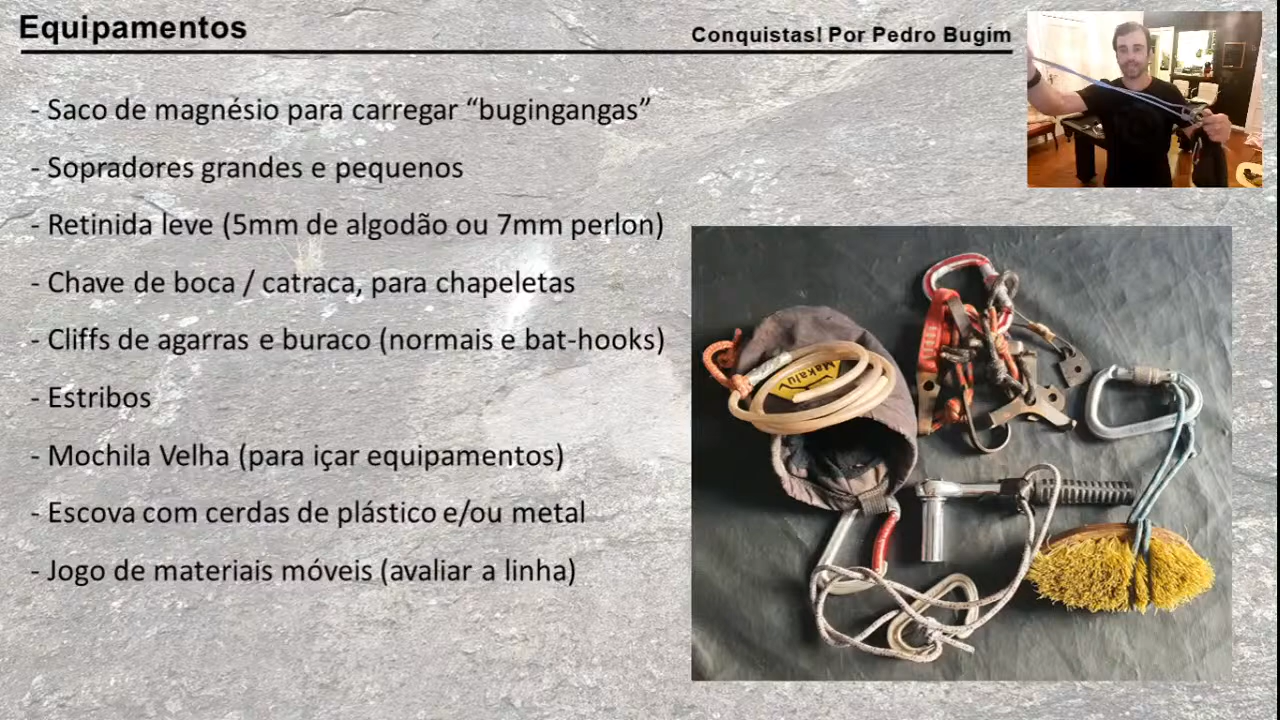 Equipamentos
Conquistas! Por Pedro Bugim
- Saco de magnésio para carregar “bugingangas”
- Sopradores grandes e pequenos
- Retinida leve (5mm de algodão ou 7mm perlon)
- Chave de boca / catraca, para chapeletas
- Cliffs de agarras e buraco (normais e bat-hooks)
- Estribos
- Mochila Velha (para içar equipamentos)
- Escova com cerdas de plástico e/ou metal
- Jogo de materiais móveis (avaliar a linha)
Makalu